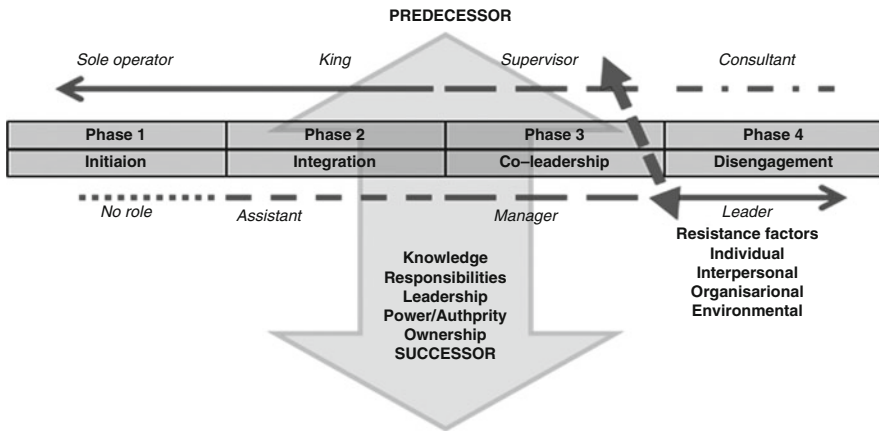 PREDECESSOR
Sole operator King Supervisor Consultant
Phase 1 Phase 2 Phase 3 Phase 4
Initiaion Integration Co–leadership Disengagement
No role Assistant Manager Leader
Resistance factors
Individual
Interpersonal
Organisarional
Environmental
Knowledge
Responsibilities
Leadership
Power/Authprity
Ownership
SUCCESSOR